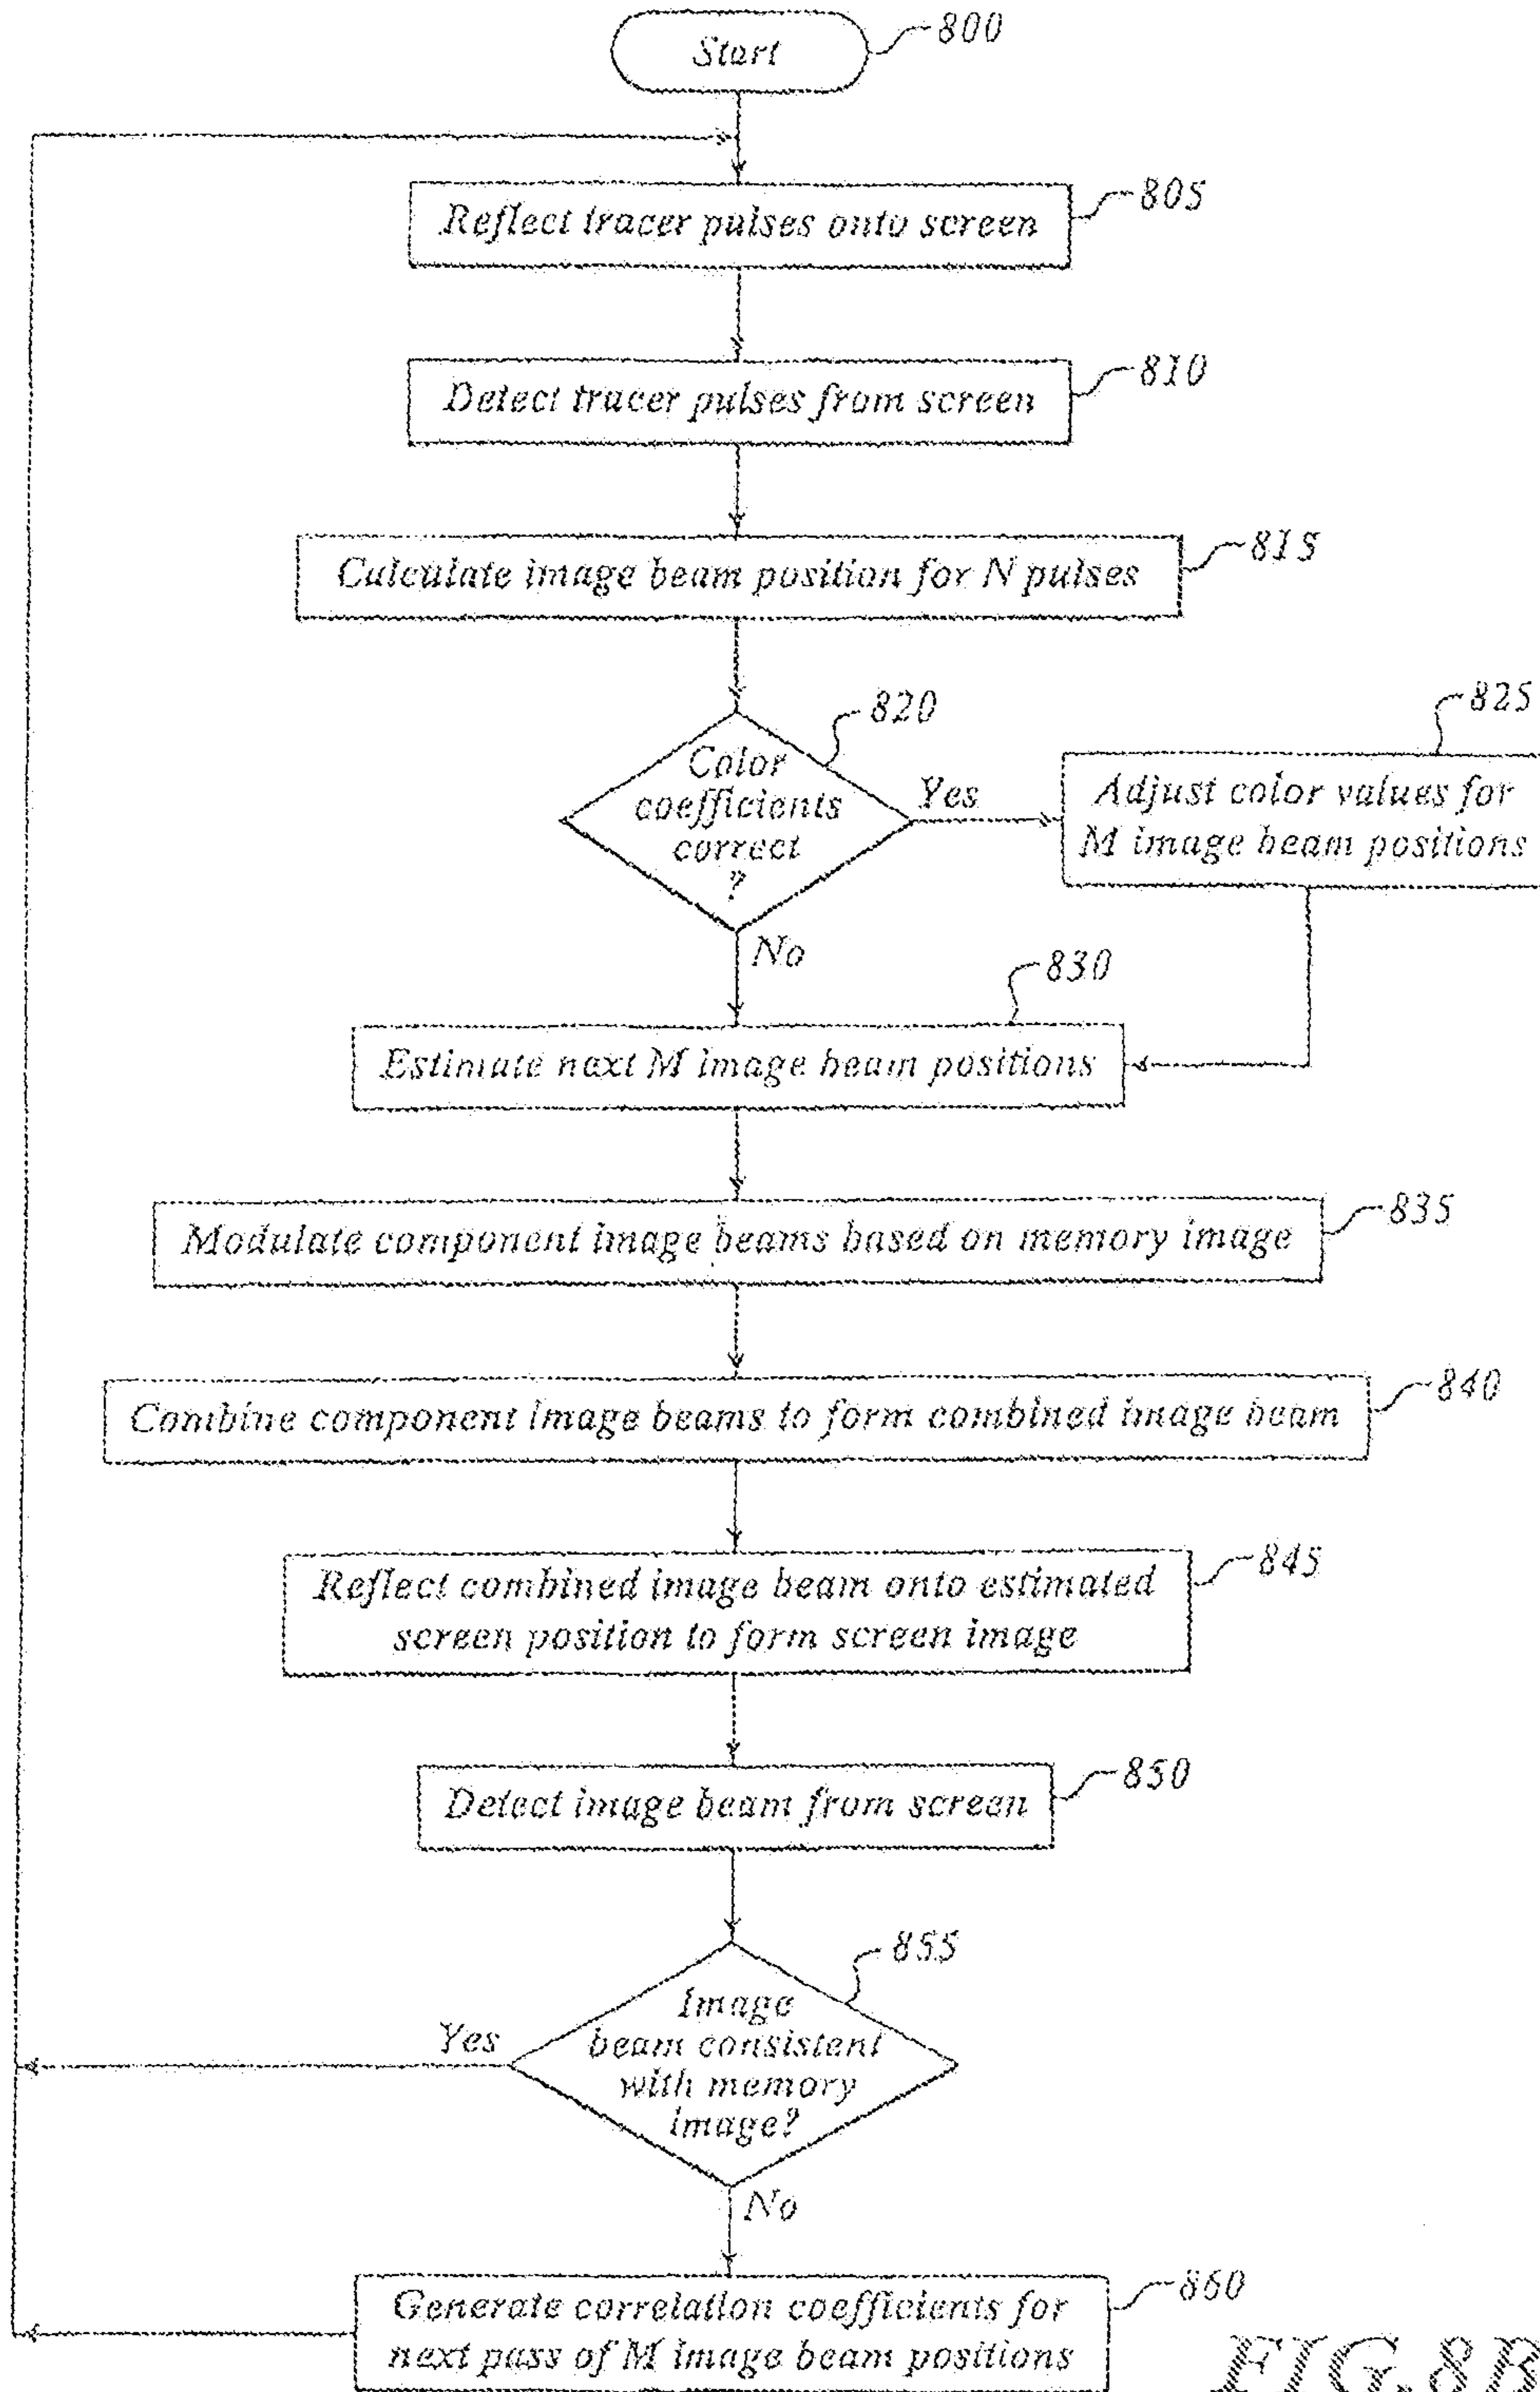 Start
800
Reflect tracer pulses onto screen
805
Detect tracer pulses from screen
810
Calculate image beam position for N pulses
815
820
Color
coefficients
correct
?
Yes
825
Adjust color values for
M image beam positions
No
830
Estimate next M image beam positions
Modulate component image beams based on memory image
835
Combine component image beams to form combined image beam
840
Reflect combined image beam onto estimated
screen position to form screen image
845
Detect image beam from screen
850
855
Image
beam consistent
with memory
image?
Yes
No
Generate correlation coefficients for
next pass of M image beam positions
860
FIG.8B